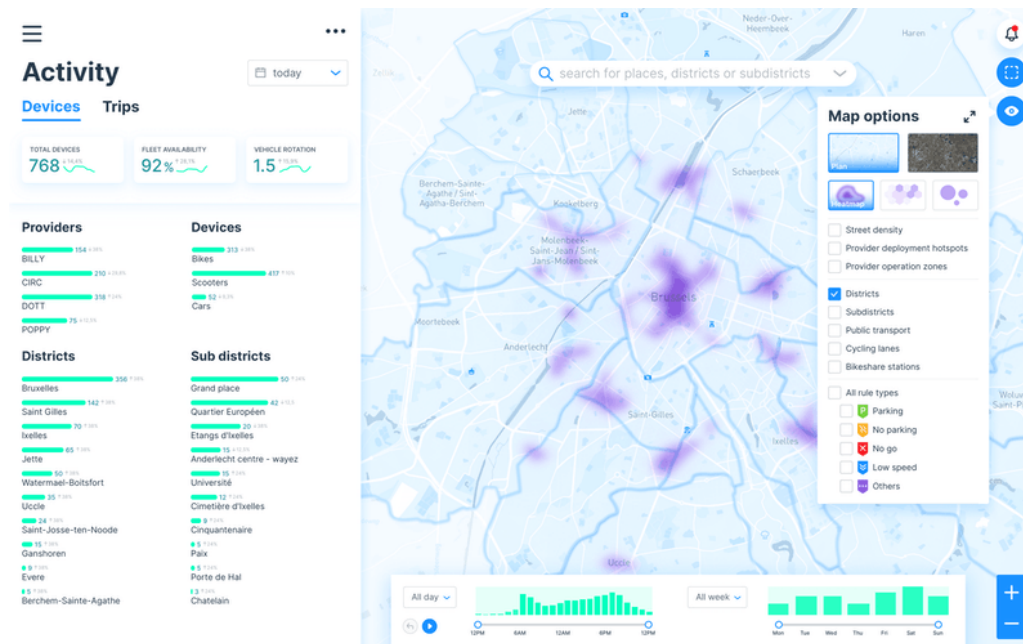 Activity
today
Devices
Trips
TOTAL DEVICES
768
FLEET AVAILABILITY
92%
VEHICLE ROTATION
1.5
Providers
154
BILLY
210
CIRC
318
DOTT
75
POPPY
Devices
313
Bikes
417
Scooters
52
Cars
Districts
356
Bruxelles
142
Saint Gilles
70
Ixelles
65
Jette
50
Watermael-Boitsfort
35
Uccle
24
Saint-Josse-ten-Noode
15
Ganshoren
9
Evere
5
Berchem-Sainte-Agathe
Sub districts
50
Grand place
42
Quartier Européen
20
Etangs d'Ixelles
15
Anderlecht centre - wayez
15
Université
12
Cimetière d'Ixelles
9
Cinquantenaire
5
Paix
5
Porte de Hal
3
Chatelain
Neder-Over-
Heembeek
Haren
search for places, districts or subdistricts
Jette
Schaerbeek
Berchem-Sainte-
Agathe / Sint-
Agatha-Berchem
Koekelberg
Molenbeek-
Saint-Jean / Sint-
Jans-Molenbeek
Brussels
Moortebeek
Anderlecht
Saint-Gilles
Ixelles
Uccle
Map options
Plan
Heatmap
Street density
Provider deployment hotspots
Provider operation zones
Districts
Subdistricts
Public transport
Cycling lanes
Bikeshare stations
All rule types
Parking
No parking
No go
Low speed
Others
All day
12PM
6AM
12AM
6PM
12PM
All week
Mon
Tue
Wed
Thu
Fri
Sat
Sun